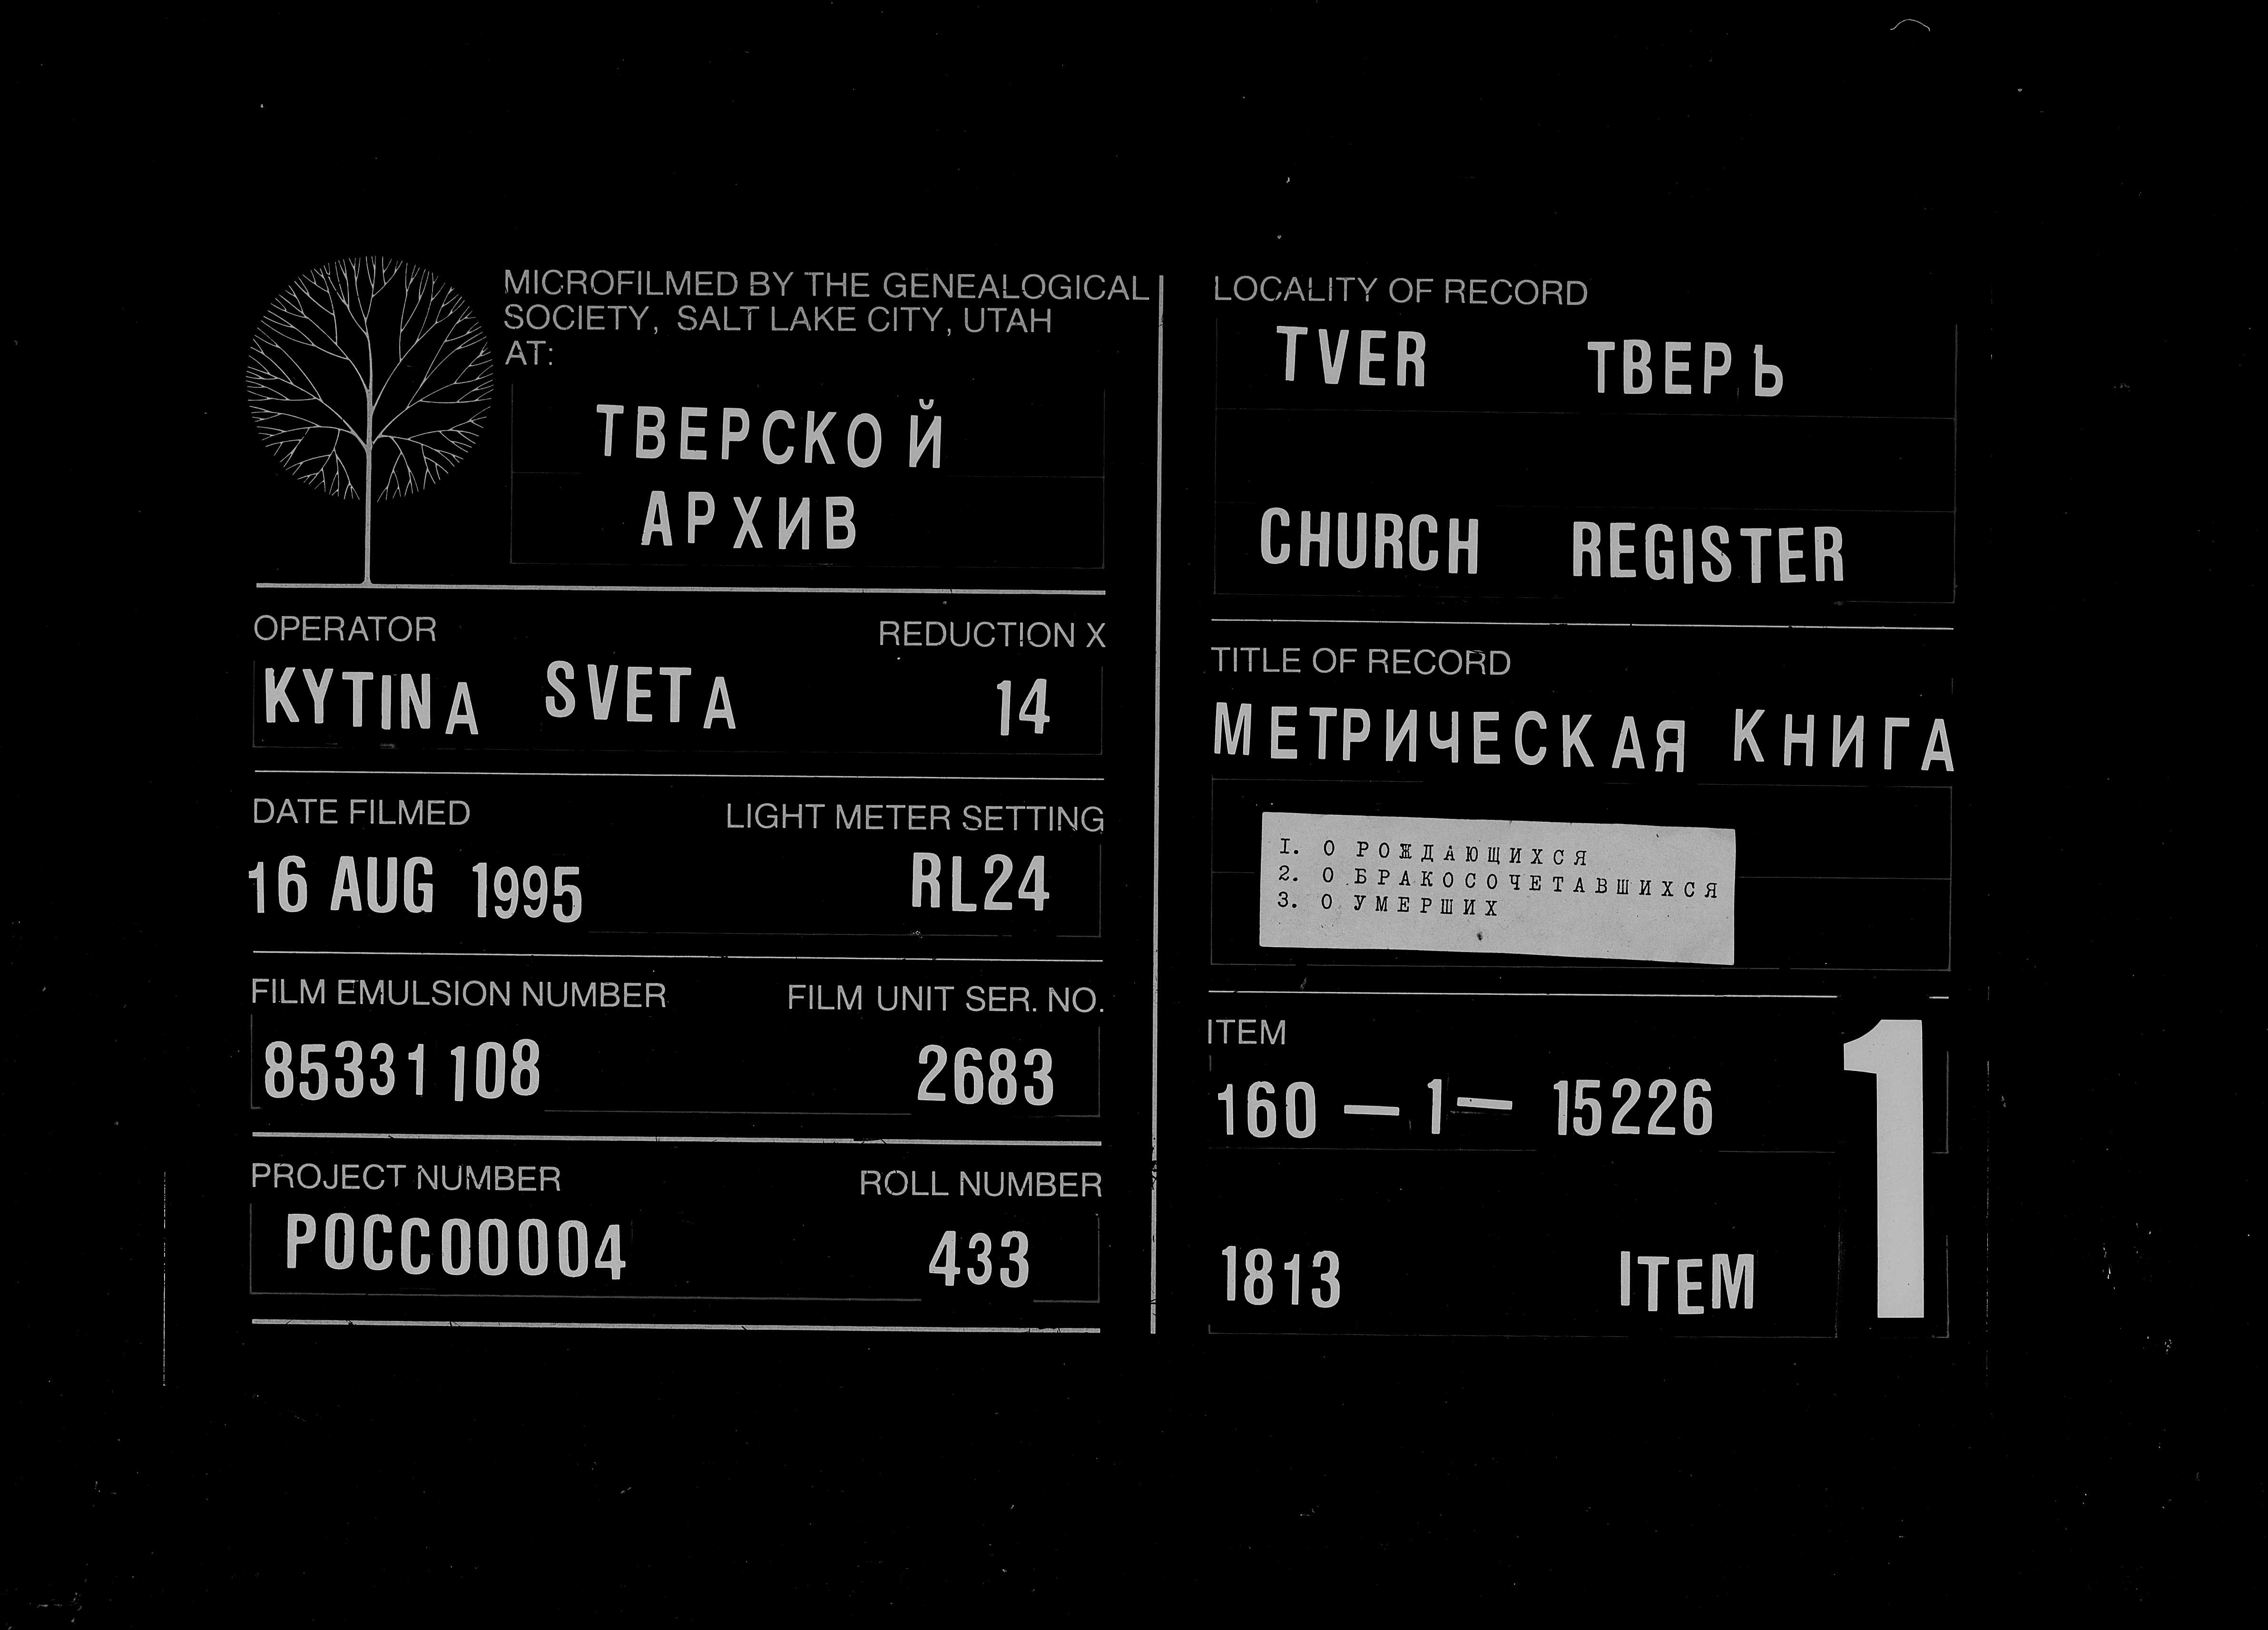 MICROFILMED BY THE GENEALOGICAL
SOCIETY, SALT LAKE CITY, UTAH
AT:
ТВЕРСКОЙ
АРХИВ
OPERATOR REDUCTION X
KYTINA SVETA 14
DATE FILMED LIGHT METER SETTING
16 AUG 1995 RL24
FILM EMULSION NUMBER FILM UNIT SER. NO.
85331108 2683
PROJECT NUMBER ROLL NUMBER
POCC00004 433
LOCALITY OF RECORD
TVER ТВЕРЬ
CHURCH REGISTER
TITLE OF RECORD
МЕТРИЧЕСКАЯ КНИГА
I. О РОЖДАЮЩИХСЯ
2. О БРАКОСОЧЕТАВШИХСЯ
3. О УМЕРШИХ
ITEM
160 — 1 — 15226
1813 ITEM 1